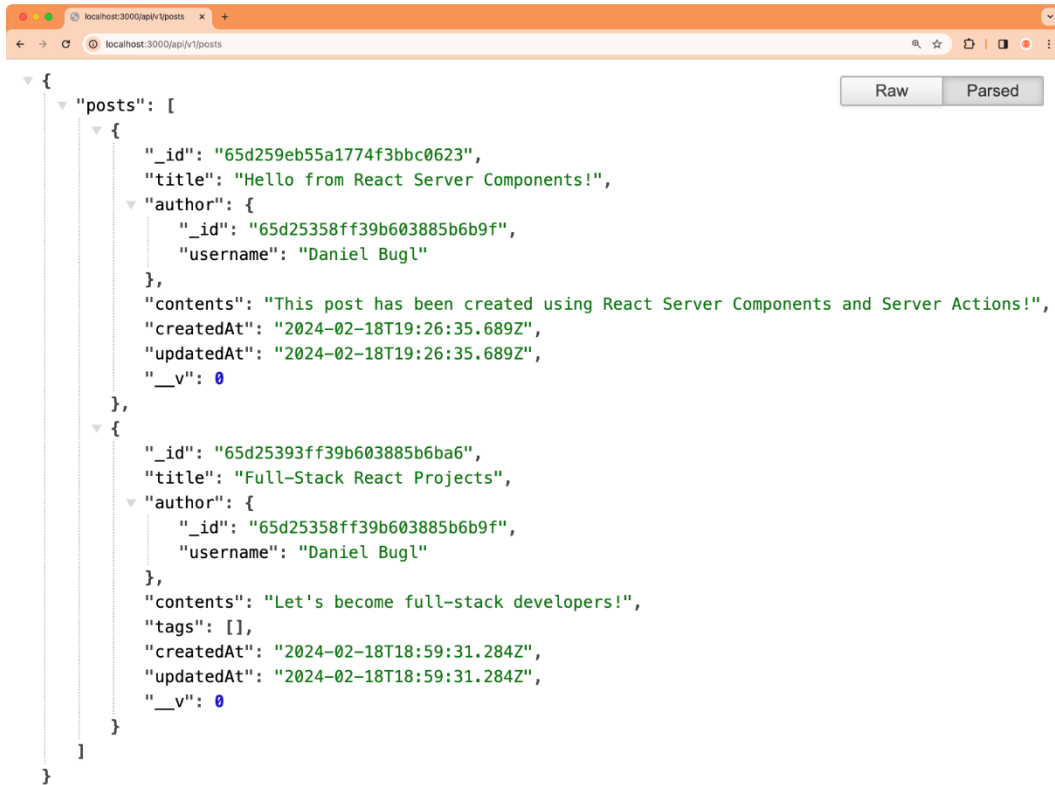 localhost:3000/api/v1/posts
localhost:3000/api/v1/posts
Raw Parsed
{
"posts": [
{
"_id": "65d259eb55a1774f3bbc0623",
"title": "Hello from React Server Components!",
"author": {
"_id": "65d25358ff39b603885b6b9f",
"username": "Daniel Bugl"
},
"contents": "This post has been created using React Server Components and Server Actions!",
"createdAt": "2024-02-18T19:26:35.689Z",
"updatedAt": "2024-02-18T19:26:35.689Z",
"__v": 0
},
{
"_id": "65d25393ff39b603885b6ba6",
"title": "Full-Stack React Projects",
"author": {
"_id": "65d25358ff39b603885b6b9f",
"username": "Daniel Bugl"
},
"contents": "Let's become full-stack developers!",
"tags": [],
"createdAt": "2024-02-18T18:59:31.284Z",
"updatedAt": "2024-02-18T18:59:31.284Z",
"__v": 0
}
]
}